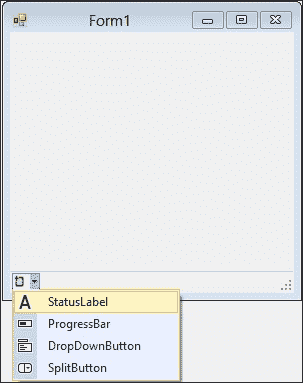 Form1
StatusLabel
ProgressBar
DropDownButton
SplitButton